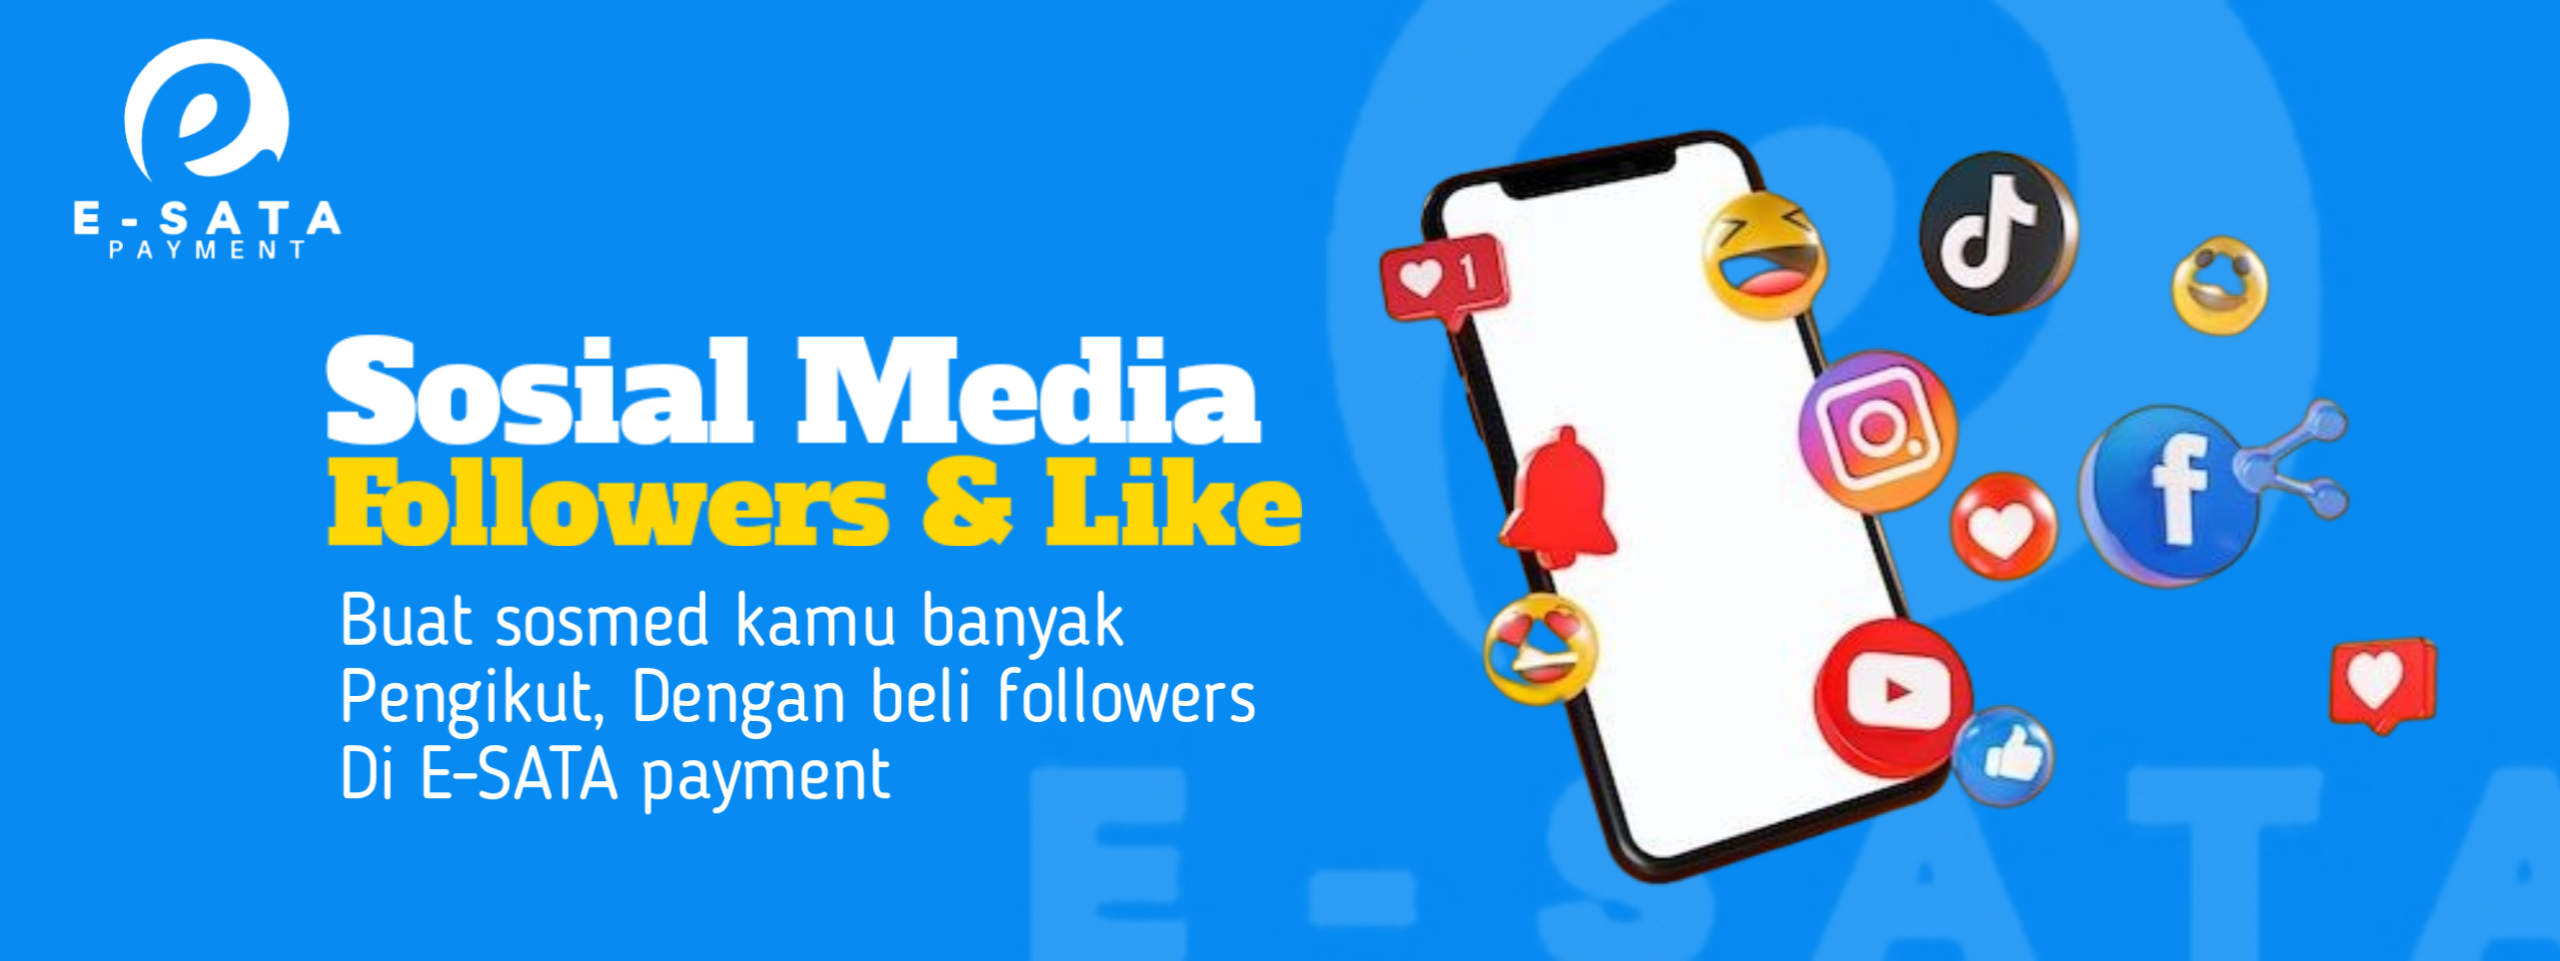 E-SATA
PAYMENT
Sosial Media
Followers & Like
Buat sosmed kamu banyak
Pengikut, Dengan beli followers
Di E-SATA payment
1
E-SATA